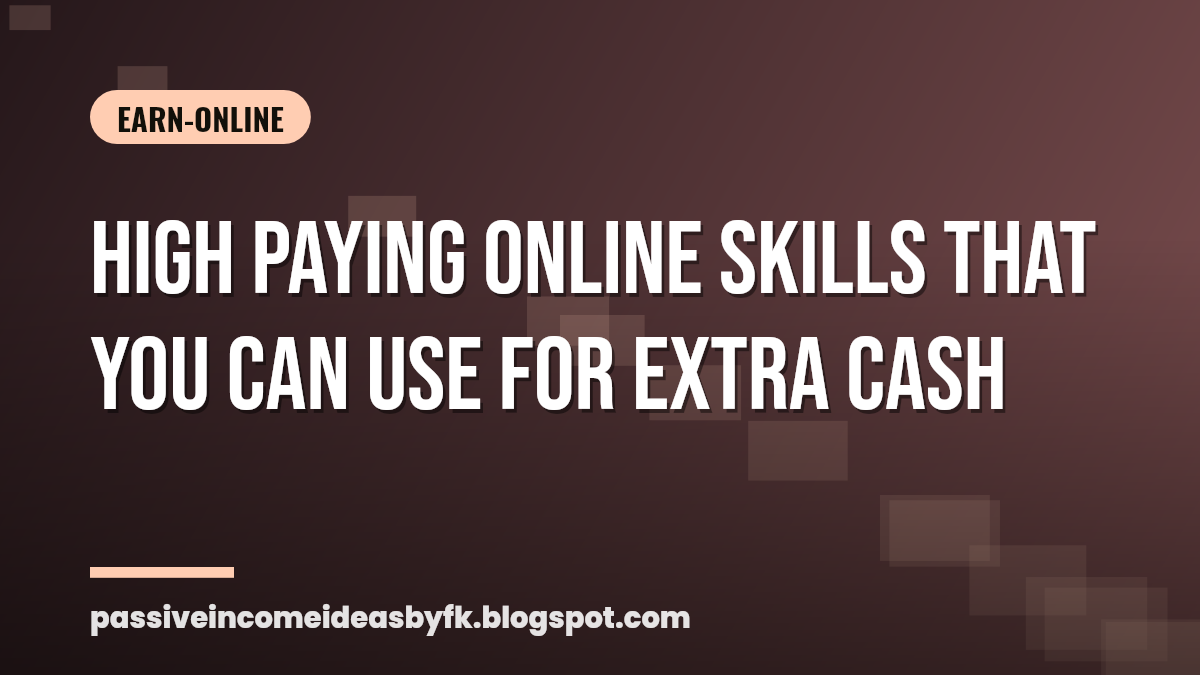 EARN-ONLINE
HIGH PAYING ONLINE SKILLS THAT
YOU CAN USE FOR EXTRA CASH
passiveincomeideasbyfk.blogspot.com